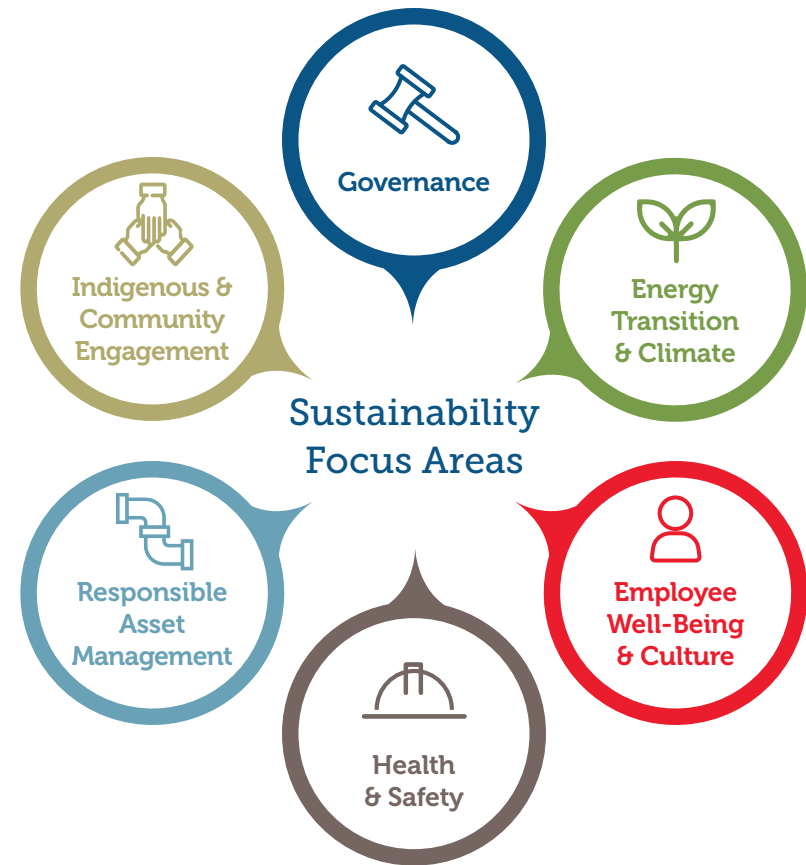 Governance
Energy
Transition
& Climate
Employee
Well-Being
& Culture
Health
& Safety
Responsible
Asset
Management
Indigenous &
Community
Engagement
Sustainability
Focus Areas